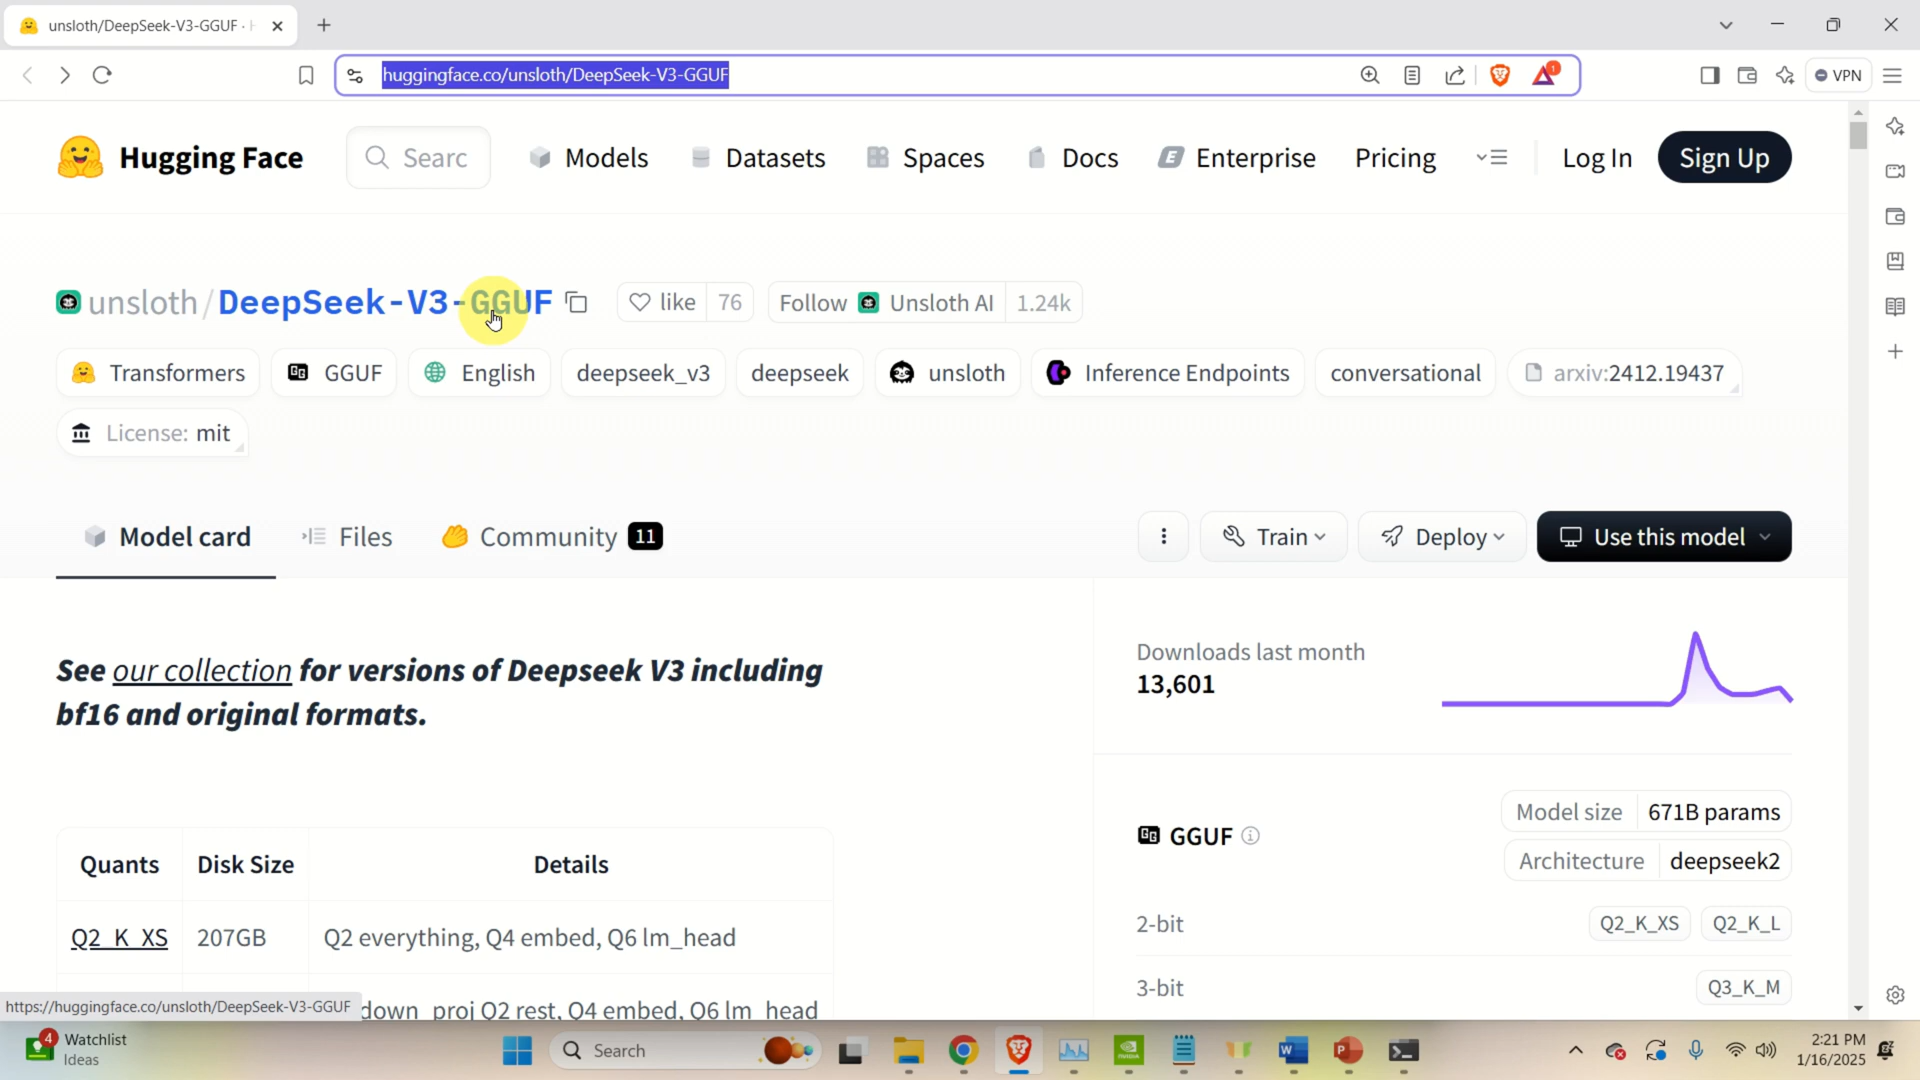 unsloth/DeepSeek-V3-GGUF ·
huggingface.co/unsloth/DeepSeek-V3-GGUF
1
VPN
Hugging Face
Searc
Models
Datasets
Spaces
Docs
Enterprise
Pricing
Log In
Sign Up
unsloth/DeepSeek-V3-GGUF
like 76
Follow Unsloth AI 1.24k
Transformers
GGUF
English
deepseek_v3
deepseek
unsloth
Inference Endpoints
conversational
arxiv:2412.19437
License: mit
Model card
Files
Community 11
Train
Deploy
Use this model
See our collection for versions of Deepseek V3 including
bf16 and original formats.
Downloads last month
13,601
GGUF
Model size 671B params
Architecture deepseek2
2-bit Q2_K_XS Q2_K_L
3-bit Q3_K_M
Quants Disk Size Details
Q2_K_XS 207GB Q2 everything, Q4 embed, Q6 lm_head
down_proj Q2 rest, Q4 embed, Q6 lm_head
https://huggingface.co/unsloth/DeepSeek-V3-GGUF
4
Watchlist
Ideas
Search
2:21 PM
1/16/2025